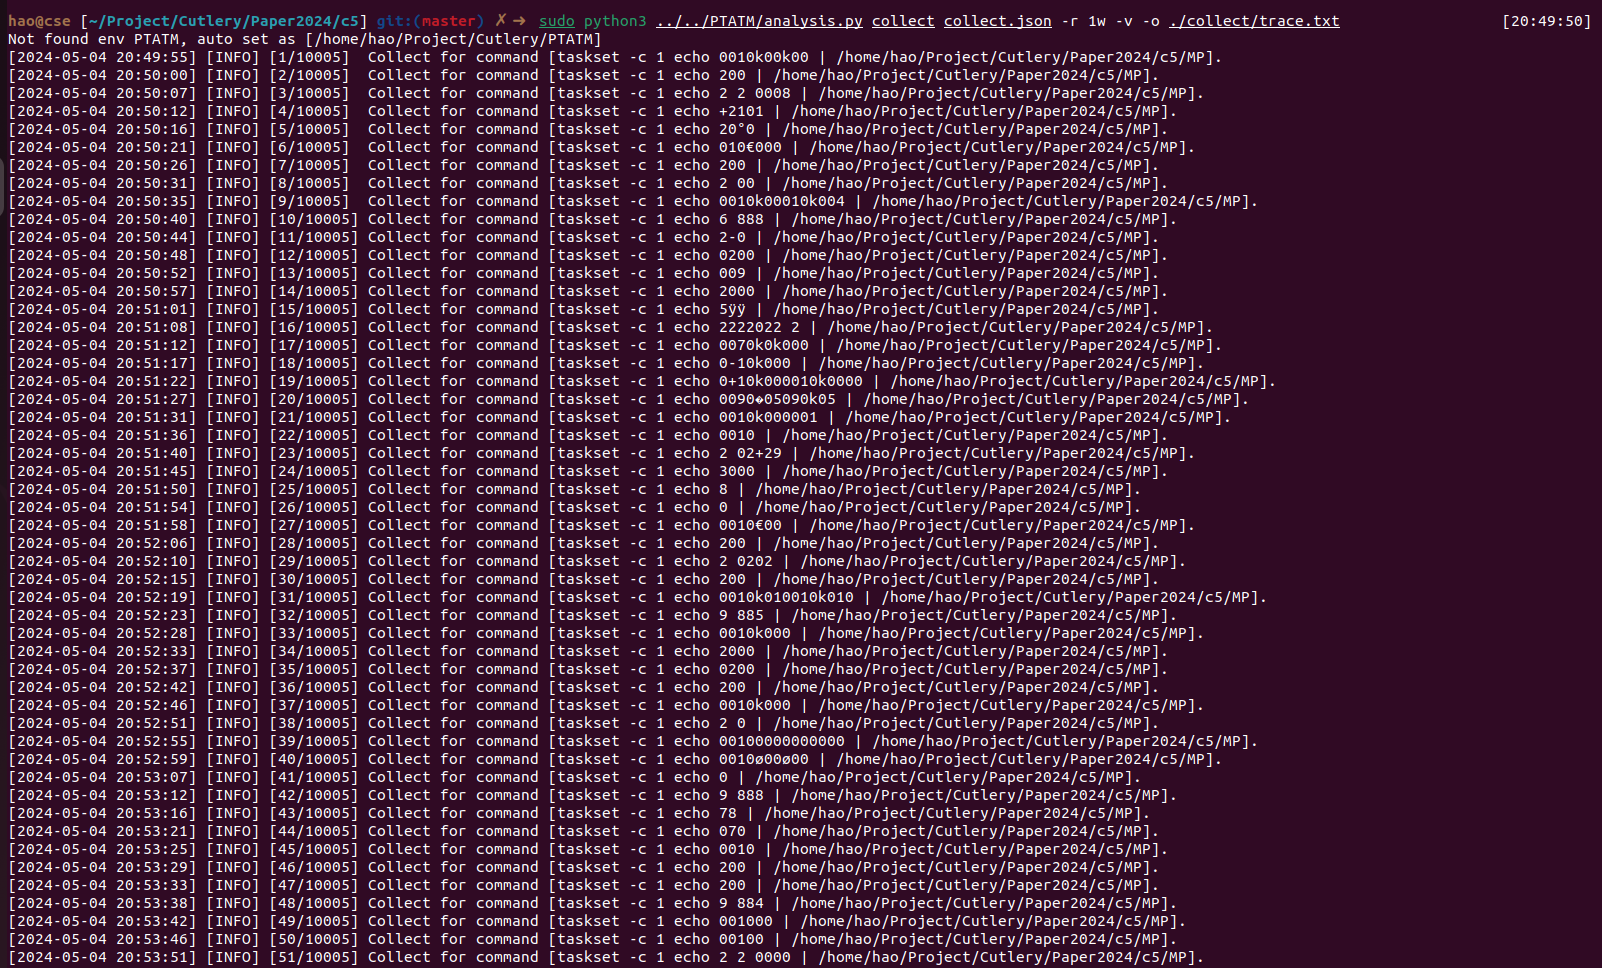 hao@cse [~/Project/Cutlery/Paper2024/c5] git:(master) ✗ ➜ sudo python3 ../../PTATM/analysis.py collect collect.json -r 1w -v -o ./collect/trace.txt [20:49:50]
Not found env PTATM, auto set as [/home/hao/Project/Cutlery/PTATM]
[2024-05-04 20:49:55] [INFO] [1/10005]  Collect for command [taskset -c 1 echo 0010k00k00 | /home/hao/Project/Cutlery/Paper2024/c5/MP].
[2024-05-04 20:50:00] [INFO] [2/10005]  Collect for command [taskset -c 1 echo 200 | /home/hao/Project/Cutlery/Paper2024/c5/MP].
[2024-05-04 20:50:07] [INFO] [3/10005]  Collect for command [taskset -c 1 echo 2 2 0008 | /home/hao/Project/Cutlery/Paper2024/c5/MP].
[2024-05-04 20:50:12] [INFO] [4/10005]  Collect for command [taskset -c 1 echo +2101 | /home/hao/Project/Cutlery/Paper2024/c5/MP].
[2024-05-04 20:50:16] [INFO] [5/10005]  Collect for command [taskset -c 1 echo 20°0 | /home/hao/Project/Cutlery/Paper2024/c5/MP].
[2024-05-04 20:50:21] [INFO] [6/10005]  Collect for command [taskset -c 1 echo 010€000 | /home/hao/Project/Cutlery/Paper2024/c5/MP].
[2024-05-04 20:50:26] [INFO] [7/10005]  Collect for command [taskset -c 1 echo 200 | /home/hao/Project/Cutlery/Paper2024/c5/MP].
[2024-05-04 20:50:31] [INFO] [8/10005]  Collect for command [taskset -c 1 echo 2 00 | /home/hao/Project/Cutlery/Paper2024/c5/MP].
[2024-05-04 20:50:35] [INFO] [9/10005]  Collect for command [taskset -c 1 echo 0010k00010k004 | /home/hao/Project/Cutlery/Paper2024/c5/MP].
[2024-05-04 20:50:40] [INFO] [10/10005] Collect for command [taskset -c 1 echo 6 888 | /home/hao/Project/Cutlery/Paper2024/c5/MP].
[2024-05-04 20:50:44] [INFO] [11/10005] Collect for command [taskset -c 1 echo 2-0 | /home/hao/Project/Cutlery/Paper2024/c5/MP].
[2024-05-04 20:50:48] [INFO] [12/10005] Collect for command [taskset -c 1 echo 0200 | /home/hao/Project/Cutlery/Paper2024/c5/MP].
[2024-05-04 20:50:52] [INFO] [13/10005] Collect for command [taskset -c 1 echo 009 | /home/hao/Project/Cutlery/Paper2024/c5/MP].
[2024-05-04 20:50:57] [INFO] [14/10005] Collect for command [taskset -c 1 echo 2000 | /home/hao/Project/Cutlery/Paper2024/c5/MP].
[2024-05-04 20:51:01] [INFO] [15/10005] Collect for command [taskset -c 1 echo 5ÿÿ | /home/hao/Project/Cutlery/Paper2024/c5/MP].
[2024-05-04 20:51:08] [INFO] [16/10005] Collect for command [taskset -c 1 echo 2222022 2 | /home/hao/Project/Cutlery/Paper2024/c5/MP].
[2024-05-04 20:51:12] [INFO] [17/10005] Collect for command [taskset -c 1 echo 0070k0k000 | /home/hao/Project/Cutlery/Paper2024/c5/MP].
[2024-05-04 20:51:17] [INFO] [18/10005] Collect for command [taskset -c 1 echo 0-10k000 | /home/hao/Project/Cutlery/Paper2024/c5/MP].
[2024-05-04 20:51:22] [INFO] [19/10005] Collect for command [taskset -c 1 echo 0+10k000010k0000 | /home/hao/Project/Cutlery/Paper2024/c5/MP].
[2024-05-04 20:51:27] [INFO] [20/10005] Collect for command [taskset -c 1 echo 0090�05090k05 | /home/hao/Project/Cutlery/Paper2024/c5/MP].
[2024-05-04 20:51:31] [INFO] [21/10005] Collect for command [taskset -c 1 echo 0010k000001 | /home/hao/Project/Cutlery/Paper2024/c5/MP].
[2024-05-04 20:51:36] [INFO] [22/10005] Collect for command [taskset -c 1 echo 0010 | /home/hao/Project/Cutlery/Paper2024/c5/MP].
[2024-05-04 20:51:40] [INFO] [23/10005] Collect for command [taskset -c 1 echo 2 02+29 | /home/hao/Project/Cutlery/Paper2024/c5/MP].
[2024-05-04 20:51:45] [INFO] [24/10005] Collect for command [taskset -c 1 echo 3000 | /home/hao/Project/Cutlery/Paper2024/c5/MP].
[2024-05-04 20:51:50] [INFO] [25/10005] Collect for command [taskset -c 1 echo 8 | /home/hao/Project/Cutlery/Paper2024/c5/MP].
[2024-05-04 20:51:54] [INFO] [26/10005] Collect for command [taskset -c 1 echo 0 | /home/hao/Project/Cutlery/Paper2024/c5/MP].
[2024-05-04 20:51:58] [INFO] [27/10005] Collect for command [taskset -c 1 echo 0010€00 | /home/hao/Project/Cutlery/Paper2024/c5/MP].
[2024-05-04 20:52:06] [INFO] [28/10005] Collect for command [taskset -c 1 echo 200 | /home/hao/Project/Cutlery/Paper2024/c5/MP].
[2024-05-04 20:52:10] [INFO] [29/10005] Collect for command [taskset -c 1 echo 2 0202 | /home/hao/Project/Cutlery/Paper2024/c5/MP].
[2024-05-04 20:52:15] [INFO] [30/10005] Collect for command [taskset -c 1 echo 200 | /home/hao/Project/Cutlery/Paper2024/c5/MP].
[2024-05-04 20:52:19] [INFO] [31/10005] Collect for command [taskset -c 1 echo 0010k010010k010 | /home/hao/Project/Cutlery/Paper2024/c5/MP].
[2024-05-04 20:52:23] [INFO] [32/10005] Collect for command [taskset -c 1 echo 9 885 | /home/hao/Project/Cutlery/Paper2024/c5/MP].
[2024-05-04 20:52:28] [INFO] [33/10005] Collect for command [taskset -c 1 echo 0010k000 | /home/hao/Project/Cutlery/Paper2024/c5/MP].
[2024-05-04 20:52:33] [INFO] [34/10005] Collect for command [taskset -c 1 echo 2000 | /home/hao/Project/Cutlery/Paper2024/c5/MP].
[2024-05-04 20:52:37] [INFO] [35/10005] Collect for command [taskset -c 1 echo 0200 | /home/hao/Project/Cutlery/Paper2024/c5/MP].
[2024-05-04 20:52:42] [INFO] [36/10005] Collect for command [taskset -c 1 echo 200 | /home/hao/Project/Cutlery/Paper2024/c5/MP].
[2024-05-04 20:52:46] [INFO] [37/10005] Collect for command [taskset -c 1 echo 0010k000 | /home/hao/Project/Cutlery/Paper2024/c5/MP].
[2024-05-04 20:52:51] [INFO] [38/10005] Collect for command [taskset -c 1 echo 2 0 | /home/hao/Project/Cutlery/Paper2024/c5/MP].
[2024-05-04 20:52:55] [INFO] [39/10005] Collect for command [taskset -c 1 echo 00100000000000 | /home/hao/Project/Cutlery/Paper2024/c5/MP].
[2024-05-04 20:52:59] [INFO] [40/10005] Collect for command [taskset -c 1 echo 0010ø00ø00 | /home/hao/Project/Cutlery/Paper2024/c5/MP].
[2024-05-04 20:53:07] [INFO] [41/10005] Collect for command [taskset -c 1 echo 0 | /home/hao/Project/Cutlery/Paper2024/c5/MP].
[2024-05-04 20:53:12] [INFO] [42/10005] Collect for command [taskset -c 1 echo 9 888 | /home/hao/Project/Cutlery/Paper2024/c5/MP].
[2024-05-04 20:53:16] [INFO] [43/10005] Collect for command [taskset -c 1 echo 78 | /home/hao/Project/Cutlery/Paper2024/c5/MP].
[2024-05-04 20:53:21] [INFO] [44/10005] Collect for command [taskset -c 1 echo 070 | /home/hao/Project/Cutlery/Paper2024/c5/MP].
[2024-05-04 20:53:25] [INFO] [45/10005] Collect for command [taskset -c 1 echo 0010 | /home/hao/Project/Cutlery/Paper2024/c5/MP].
[2024-05-04 20:53:29] [INFO] [46/10005] Collect for command [taskset -c 1 echo 200 | /home/hao/Project/Cutlery/Paper2024/c5/MP].
[2024-05-04 20:53:33] [INFO] [47/10005] Collect for command [taskset -c 1 echo 200 | /home/hao/Project/Cutlery/Paper2024/c5/MP].
[2024-05-04 20:53:38] [INFO] [48/10005] Collect for command [taskset -c 1 echo 9 884 | /home/hao/Project/Cutlery/Paper2024/c5/MP].
[2024-05-04 20:53:42] [INFO] [49/10005] Collect for command [taskset -c 1 echo 001000 | /home/hao/Project/Cutlery/Paper2024/c5/MP].
[2024-05-04 20:53:46] [INFO] [50/10005] Collect for command [taskset -c 1 echo 00100 | /home/hao/Project/Cutlery/Paper2024/c5/MP].
[2024-05-04 20:53:51] [INFO] [51/10005] Collect for command [taskset -c 1 echo 2 2 0000 | /home/hao/Project/Cutlery/Paper2024/c5/MP].